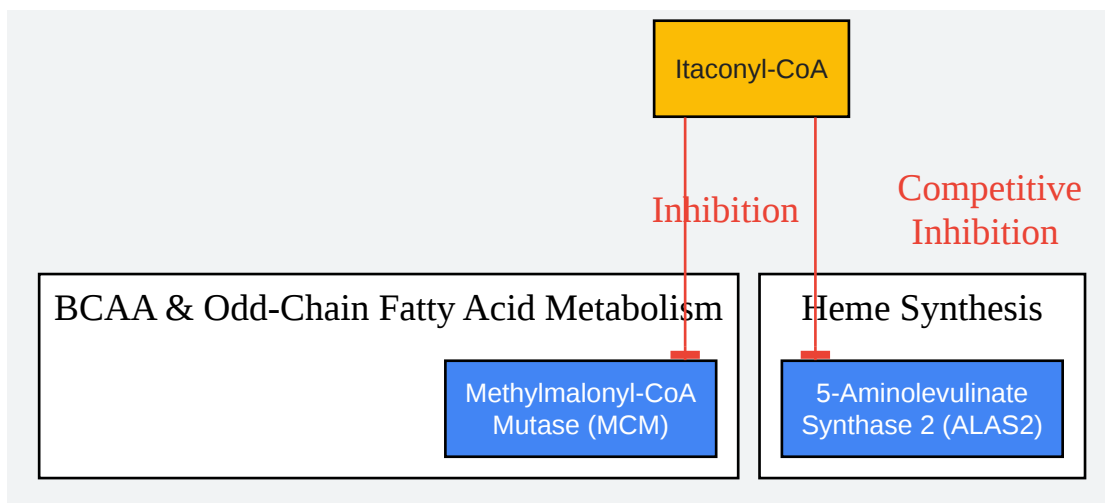 Itaconyl-CoA
Inhibition
Competitive
Inhibition
BCAA & Odd-Chain Fatty Acid Metabolism
Heme Synthesis
Methylmalonyl-CoA
Mutase (MCM)
5-Aminolevulinate
Synthase 2 (ALAS2)